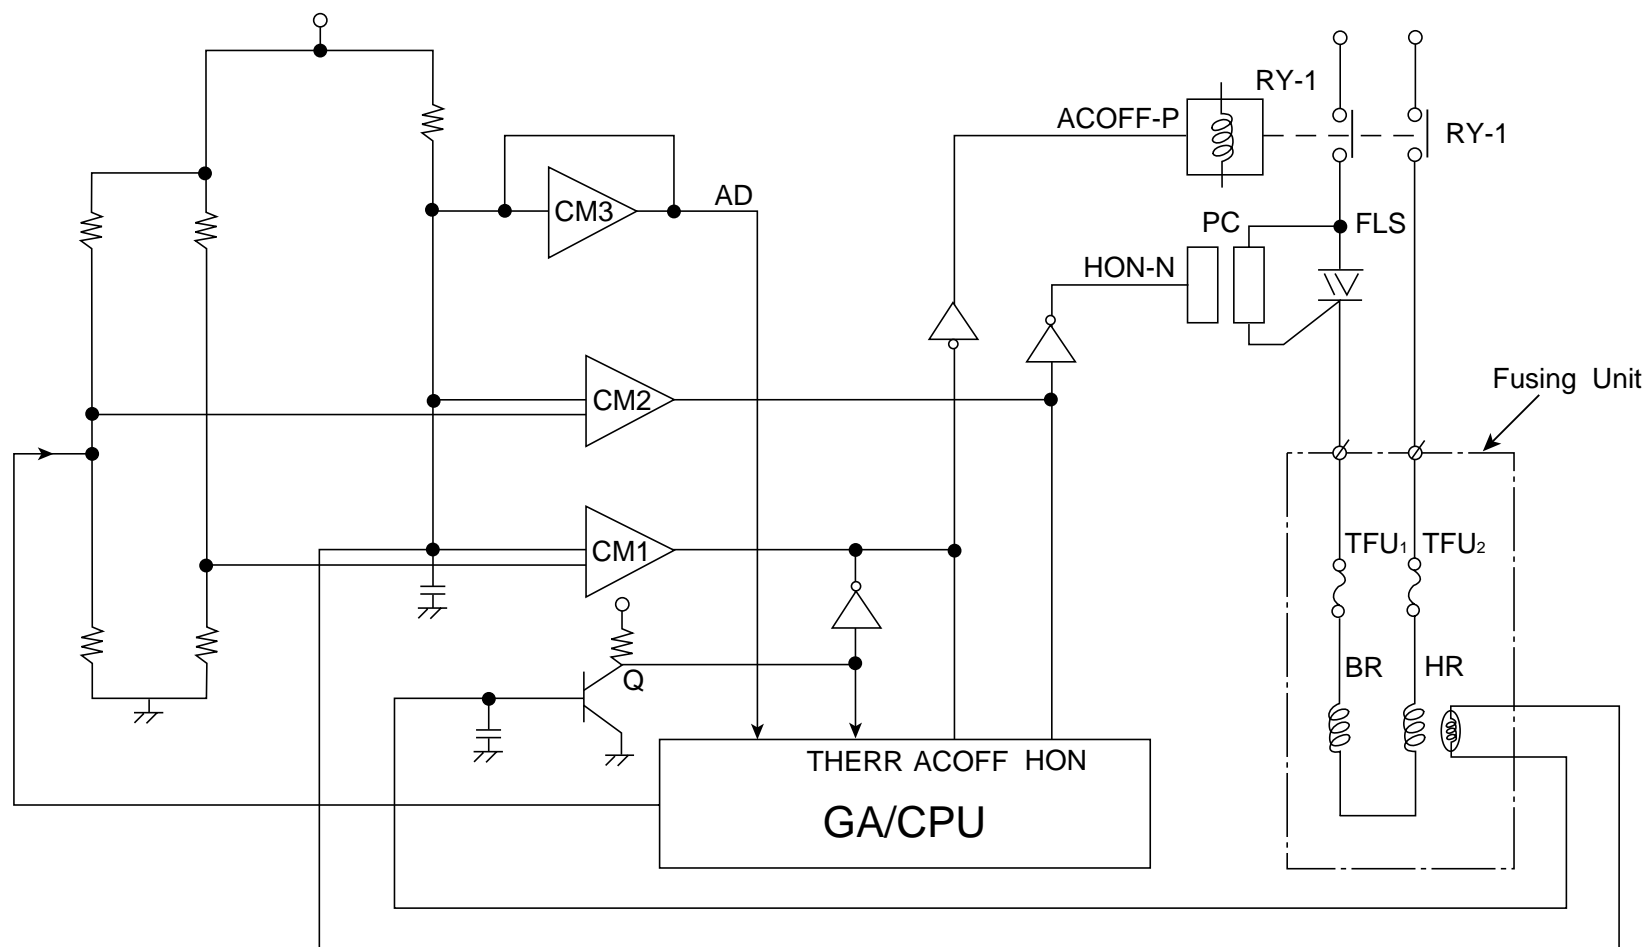 RY-1
ACOFF-P
RY-1
CM3
AD
PC
FLS
HON-N
CM2
Fusing Unit
CM1
TFU1
TFU2
Q
BR
HR
THERR
ACOFF
HON
GA/CPU